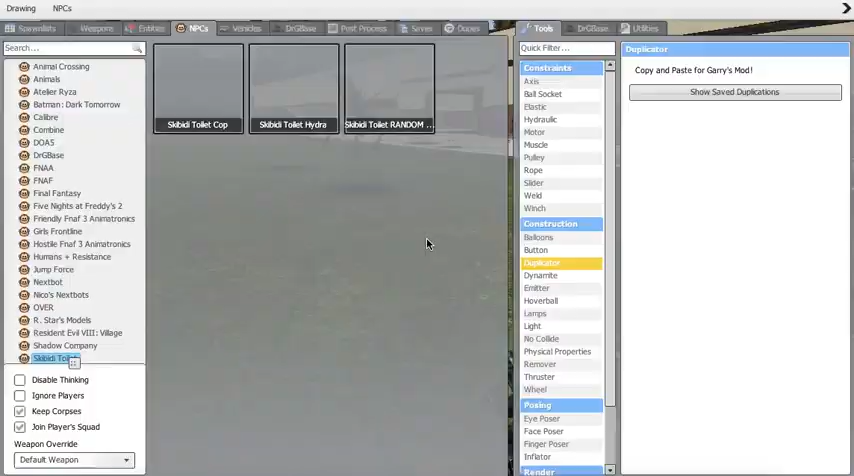 Drawing NPCs
Spawnlists Weapons Entities NPCs Vehicles DrGBase Post Process Saves Dupes
Tools DrGBase Utilities
Search...
Animal Crossing
Animals
Atelier Ryza
Batman: Dark Tomorrow
Calibre
Combine
DOA5
DrGBase
FNAA
FNAF
Final Fantasy
Five Nights at Freddy's 2
Friendly Fnaf 3 Animatronics
Girls Frontline
Hostile Fnaf 3 Animatronics
Humans + Resistance
Jump Force
Nextbot
Nico's Nextbots
OVER
R. Star's Models
Resident Evil VIII: Village
Shadow Company
Skibidi
Disable Thinking
Ignore Players
Keep Corpses
Join Player's Squad
Weapon Override
Default Weapon
Skibidi Toilet Cop
Skibidi Toilet Hydra
Skibidi Toilet RANDOM ...
Quick Filter...
Constraints
Axis
Ball Socket
Elastic
Hydraulic
Motor
Muscle
Pulley
Rope
Slider
Weld
Winch
Construction
Balloons
Button
Duplicator
Dynamite
Emitter
Hoverball
Lamps
Light
No Collide
Physical Properties
Remover
Thruster
Wheel
Posing
Eye Poser
Face Poser
Finger Poser
Inflator
Render
Duplicator
Copy and Paste for Garry's Mod!
Show Saved Duplications